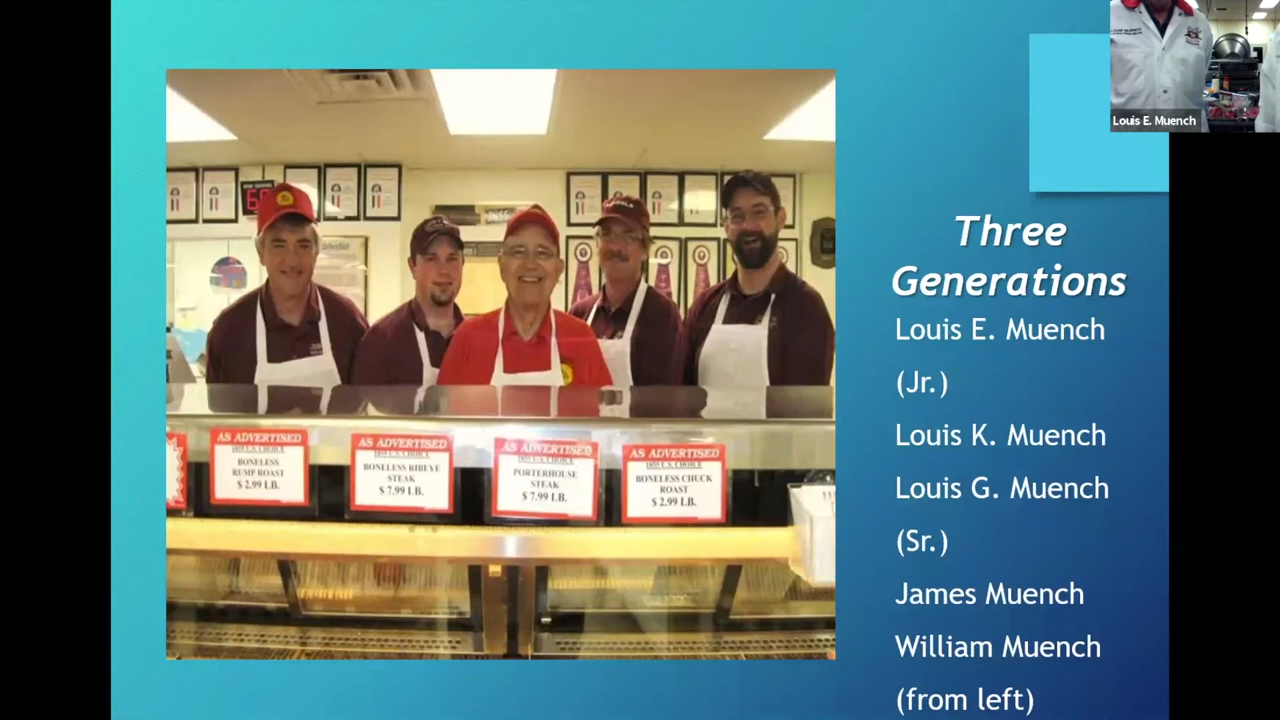 Louis E. Muench
Three
Generations
Louis E. Muench
(Jr.)
Louis K. Muench
Louis G. Muench
(Sr.)
James Muench
William Muench
(from left)
AS ADVERTISED
BONELESS
RUMP ROAST
$ 2.99 LB.
AS ADVERTISED
BONELESS RIBEYE
STEAK
$ 7.99 LB.
AS ADVERTISED
PORTERHOUSE
STEAK
$ 7.99 LB.
AS ADVERTISED
BONELESS CHUCK
ROAST
$ 2.99 LB.